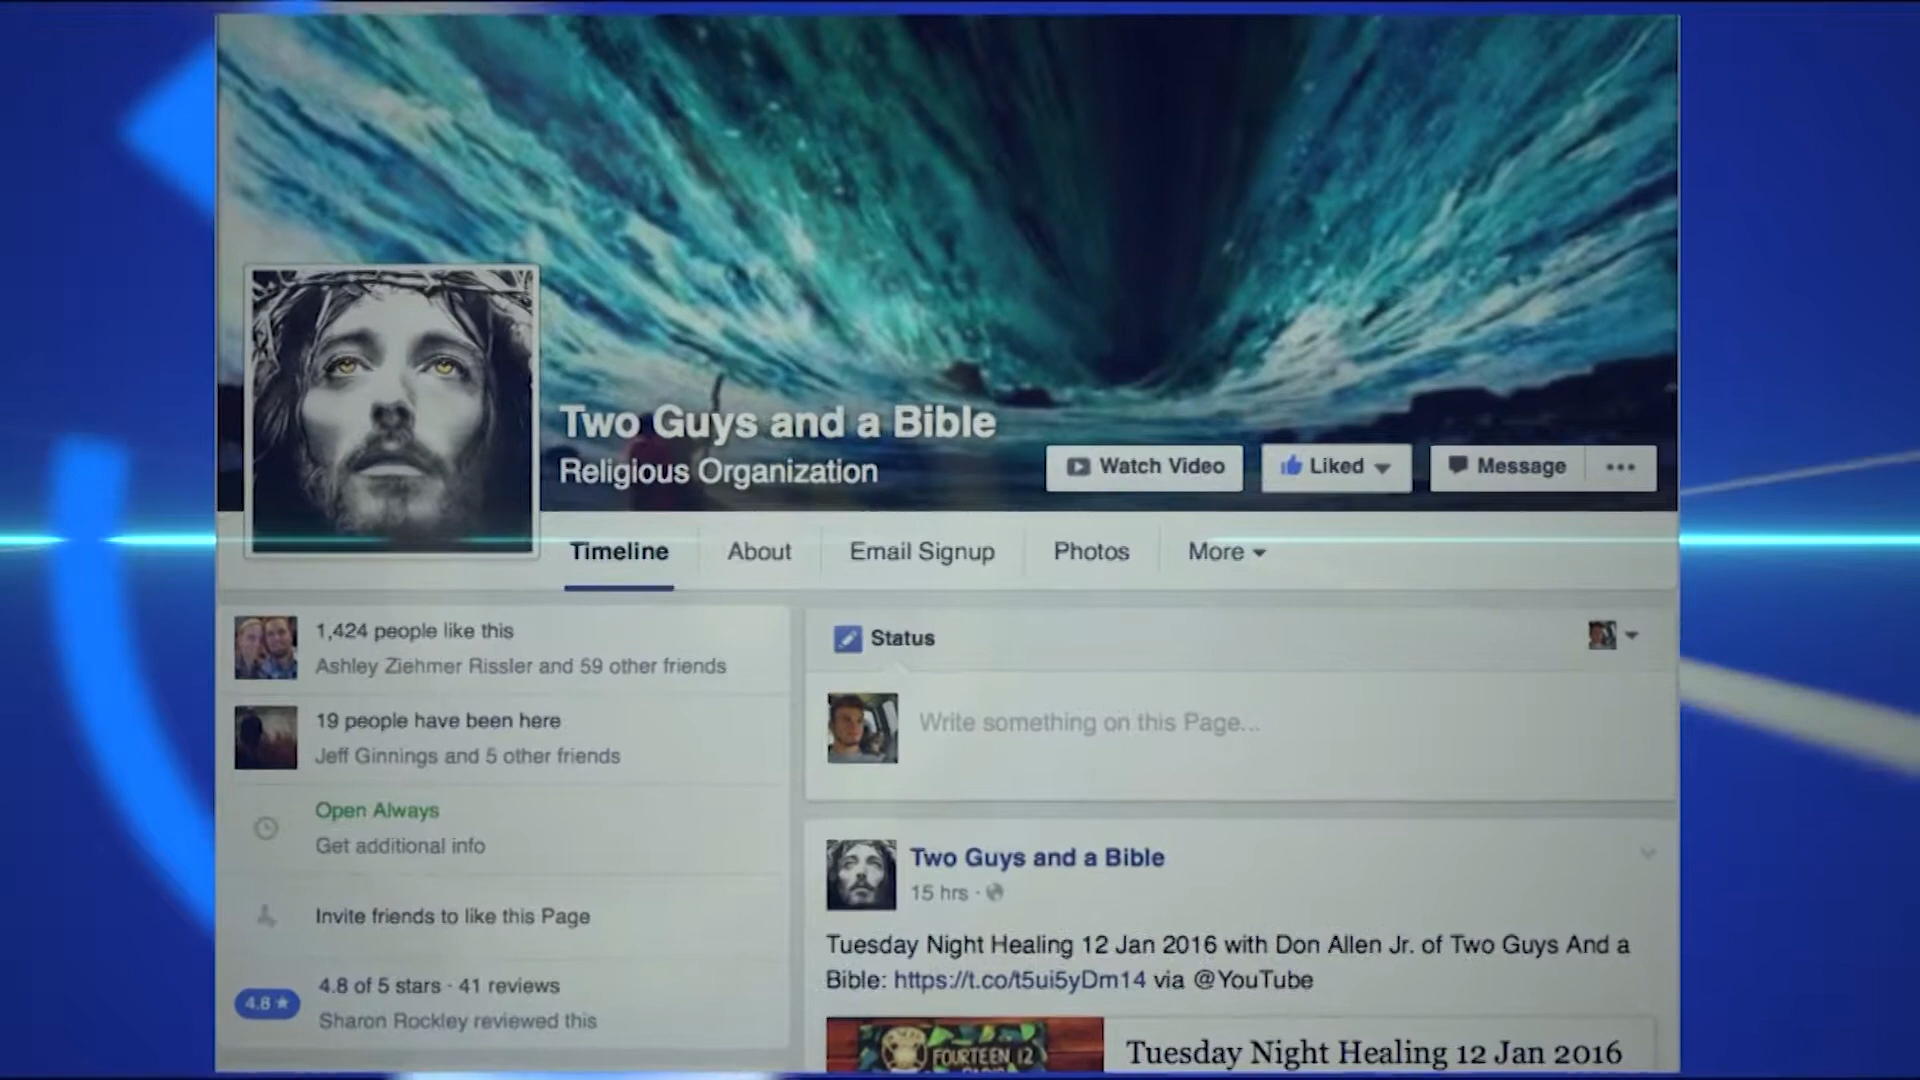 Two Guys and a Bible
Religious Organization
Watch Video
Liked
Message
Timeline
About
Email Signup
Photos
More
1,424 people like this
Ashley Ziehmer Rissler and 59 other friends
19 people have been here
Jeff Ginnings and 5 other friends
Open Always
Get additional info
Invite friends to like this Page
4.8
4.8 of 5 stars · 41 reviews
Sharon Rockley reviewed this
Status
Write something on this Page...
Two Guys and a Bible
15 hrs ·
Tuesday Night Healing 12 Jan 2016 with Don Allen Jr. of Two Guys And a
Bible: https://t.co/t5ui5yDm14 via @YouTube
FOURTEEN 12
Tuesday Night Healing 12 Jan 2016